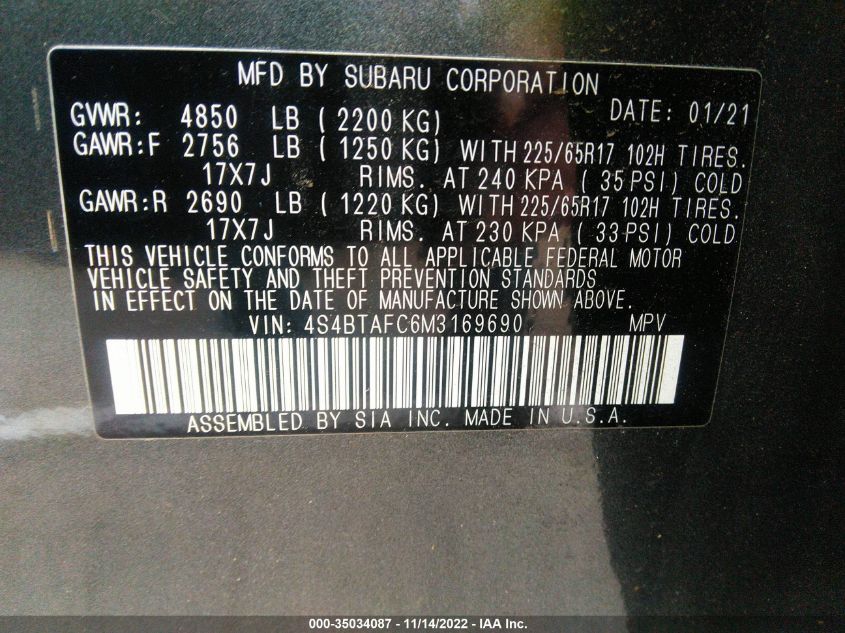 MFD BY SUBARU CORPORATION
GVWR: 4850 LB ( 2200 KG) DATE: 01/21
GAWR:F 2756 LB ( 1250 KG) WITH 225/65R17 102H TIRES.
17X7J RIMS. AT 240 KPA ( 35 PSI) COLD
GAWR:R 2690 LB ( 1220 KG) WITH 225/65R17 102H TIRES.
17X7J RIMS. AT 230 KPA ( 33 PSI) COLD
THIS VEHICLE CONFORMS TO ALL APPLICABLE FEDERAL MOTOR
VEHICLE SAFETY AND THEFT PREVENTION STANDARDS
IN EFFECT ON THE DATE OF MANUFACTURE SHOWN ABOVE.
VIN: 4S4BTAFC6M3169690 MPV
ASSEMBLED BY SIA INC. MADE IN U.S.A.
000-35034087 - 11/14/2022 - IAA Inc.